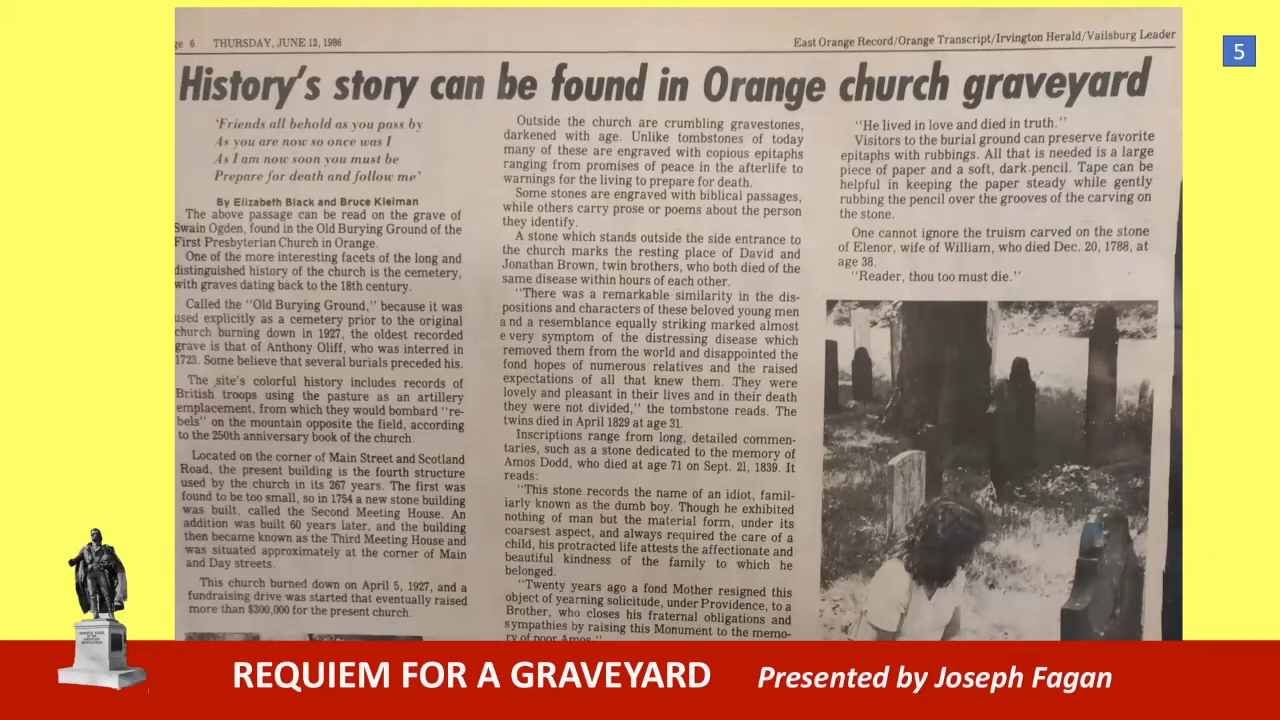 ge 6 THURSDAY, JUNE 12, 1986
East Orange Record/Orange Transcript/Irvington Herald/Vailsburg Leader
5
History's story can be found in Orange church graveyard
'Friends all behold as you pass by
As you are now so once was I
As I am now soon you must be
Prepare for death and follow me'
By Elizabeth Black and Bruce Kleiman
The above passage can be read on the grave of
Swain Ogden, found in the Old Burying Ground of the
First Presbyterian Church in Orange.
One of the more interesting facets of the long and
distinguished history of the church is the cemetery,
with graves dating back to the 18th century.
Called the "Old Burying Ground," because it was
used explicitly as a cemetery prior to the original
church burning down in 1927, the oldest recorded
grave is that of Anthony Oliff, who was interred in
1723. Some believe that several burials preceded his.
The site's colorful history includes records of
British troops using the pasture as an artillery
emplacement, from which they would bombard "re-
bels" on the mountain opposite the field, according
to the 250th anniversary book of the church.
Located on the corner of Main Street and Scotland
Road, the present building is the fourth structure
used by the church in its 267 years. The first was
found to be too small, so in 1754 a new stone building
was built, called the Second Meeting House. An
addition was built 60 years later, and the building
then became known as the Third Meeting House and
was situated approximately at the corner of Main
and Day streets.
This church burned down on April 5, 1927, and a
fundraising drive was started that eventually raised
more than $300,000 for the present church.
Outside the church are crumbling gravestones,
darkened with age. Unlike tombstones of today
many of these are engraved with copious epitaphs
ranging from promises of peace in the afterlife to
warnings for the living to prepare for death.
Some stones are engraved with biblical passages,
while others carry prose or poems about the person
they identify.
A stone which stands outside the side entrance to
the church marks the resting place of David and
Jonathan Brown, twin brothers, who both died of the
same disease within hours of each other.
"There was a remarkable similarity in the dis-
positions and characters of these beloved young men
and a resemblance equally striking marked almost
every symptom of the distressing disease which
removed them from the world and disappointed the
fond hopes of numerous relatives and the raised
expectations of all that knew them. They were
lovely and pleasant in their lives and in their death
they were not divided," the tombstone reads. The
twins died in April 1829 at age 31.
Inscriptions range from long, detailed commen-
taries, such as a stone dedicated to the memory of
Amos Dodd, who died at age 71 on Sept. 21, 1839. It
reads:
"This stone records the name of an idiot, famil-
iarly known as the dumb boy. Though he exhibited
nothing of man but the material form, under its
coarsest aspect, and always required the care of a
child, his protracted life attests the affectionate and
beautiful kindness of the family to which he
belonged.
"Twenty years ago a fond Mother resigned this
object of yearning solicitude, under Providence, to a
Brother, who closes his fraternal obligations and
sympathies by raising this Monument to the memo-
ry of poor Amos."
"He lived in love and died in truth."
Visitors to the burial ground can preserve favorite
epitaphs with rubbings. All that is needed is a large
piece of paper and a soft, dark pencil. Tape can be
helpful in keeping the paper steady while gently
rubbing the pencil over the grooves of the carving on
the stone.
One cannot ignore the truism carved on the stone
of Elenor, wife of William, who died Dec. 20, 1788, at
age 38.
"Reader, thou too must die."
REQUIEM FOR A GRAVEYARD Presented by Joseph Fagan